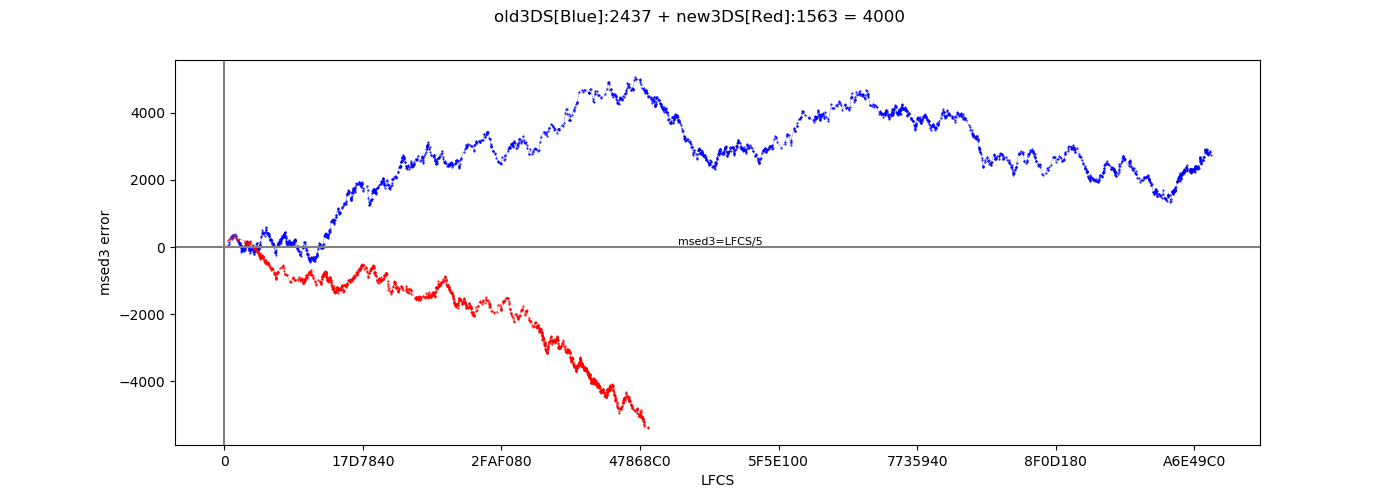 old3DS[Blue]:2437 + new3DS[Red]:1563 = 4000
msed3 error
4000
2000
0
−2000
−4000
msed3=LFCS/5
0 17D7840 2FAF080 47868C0 5F5E100 7735940 8F0D180 A6E49C0
LFCS